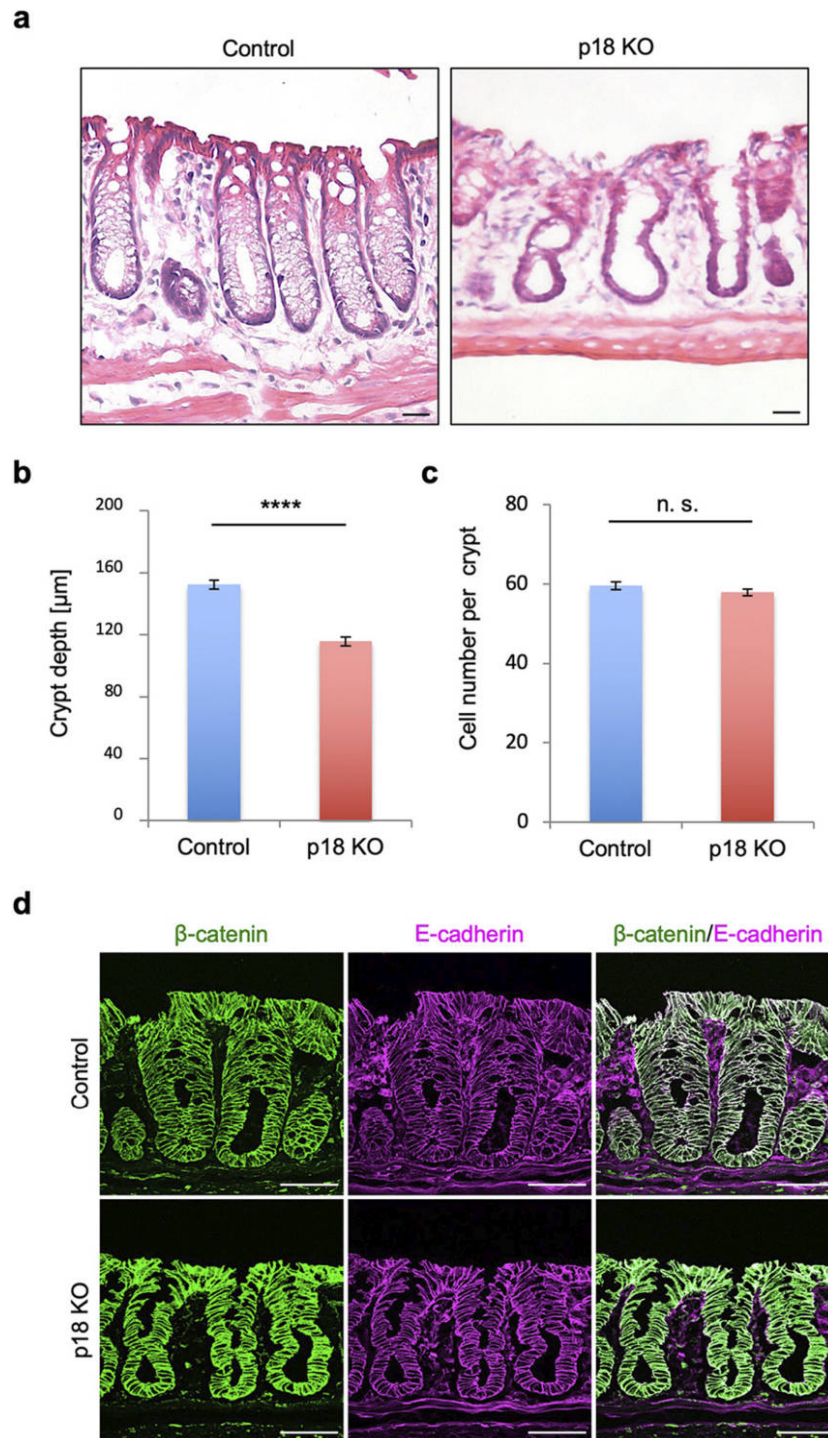 a
Control
p18 KO
b
c
200
160
120
80
40
0
Crypt depth [µm]
****
Control
p18 KO
80
60
40
20
0
Cell number per crypt
n. s.
Control
p18 KO
d
β-catenin
E-cadherin
β-catenin/E-cadherin
Control
p18 KO